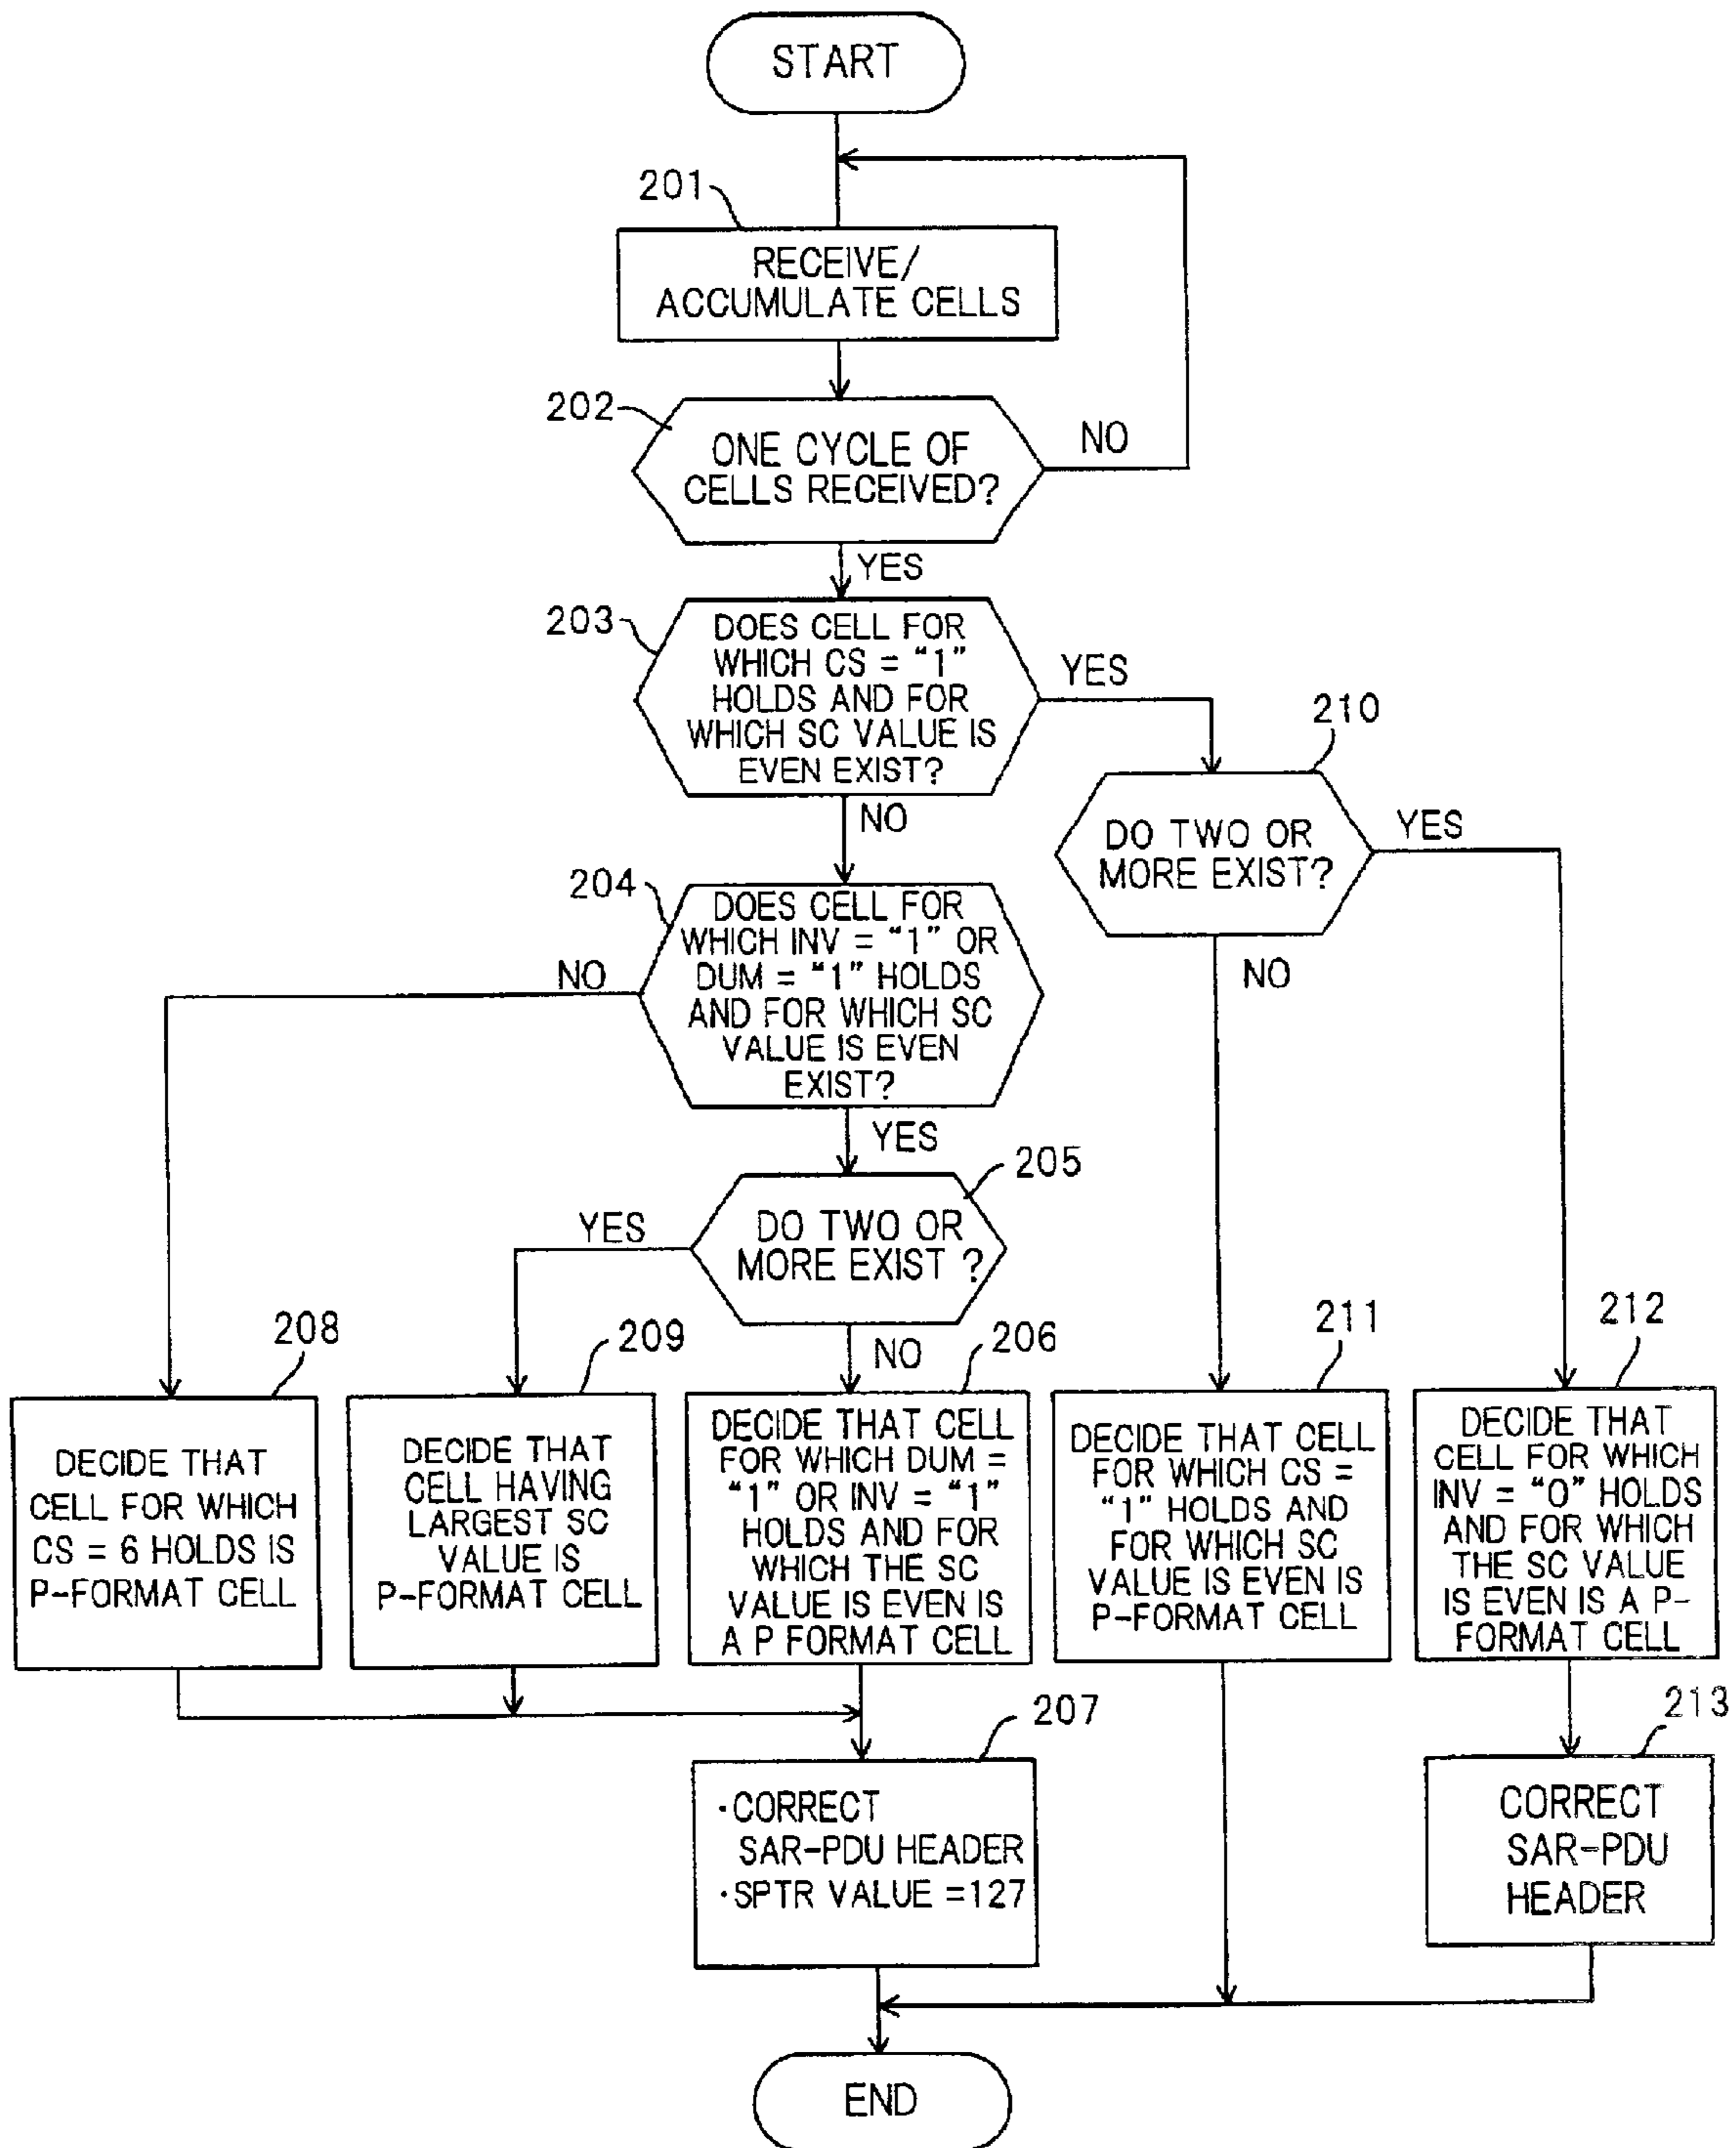 START
201
RECEIVE/
ACCUMULATE CELLS
202
ONE CYCLE OF
CELLS RECEIVED?
NO
YES
203
DOES CELL FOR
WHICH CS = “1”
HOLDS AND FOR
WHICH SC VALUE IS
EVEN EXIST?
YES
NO
210
DO TWO OR
MORE EXIST?
YES
NO
204
DOES CELL FOR
WHICH INV = “1” OR
DUM = “1” HOLDS
AND FOR WHICH SC
VALUE IS EVEN
EXIST?
NO
YES
205
DO TWO OR
MORE EXIST ?
YES
NO
208
DECIDE THAT
CELL FOR WHICH
CS = 6 HOLDS IS
P-FORMAT CELL
209
DECIDE THAT
CELL HAVING
LARGEST SC
VALUE IS
P-FORMAT CELL
206
DECIDE THAT CELL
FOR WHICH DUM =
“1” OR INV = “1”
HOLDS AND FOR
WHICH THE SC
VALUE IS EVEN IS
A P FORMAT CELL
211
DECIDE THAT CELL
FOR WHICH CS =
“1” HOLDS AND
FOR WHICH SC
VALUE IS EVEN IS
P-FORMAT CELL
212
DECIDE THAT
CELL FOR WHICH
INV = “0” HOLDS
AND FOR WHICH
THE SC VALUE
IS EVEN IS A P-
FORMAT CELL
207
·CORRECT
SAR-PDU HEADER
·SPTR VALUE =127
213
CORRECT
SAR-PDU
HEADER
END